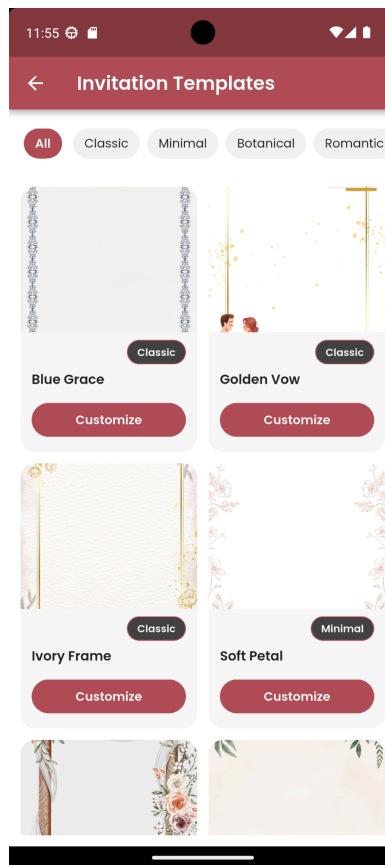 11:55
Invitation Templates
All Classic Minimal Botanical Romantic
Classic Classic
Blue Grace Golden Vow
Customize Customize
Classic Minimal
Ivory Frame Soft Petal
Customize Customize